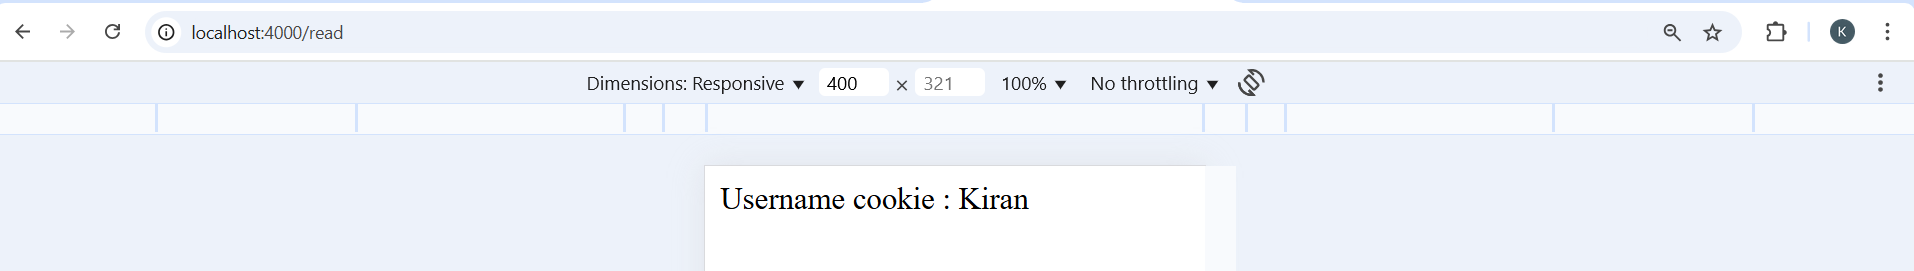 localhost:4000/read
K
Dimensions: Responsive ▼ 400 × 321 100% ▼ No throttling ▼
Username cookie : Kiran